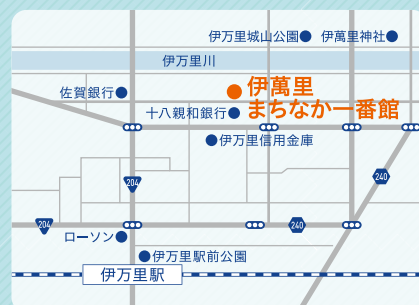 伊万里城山公園
伊萬里神社
伊万里川
佐賀銀行
伊萬里
まちなか一番館
十八親和銀行
伊万里信用金庫
204
240
204
240
ローソン
伊万里駅前公園
伊万里駅